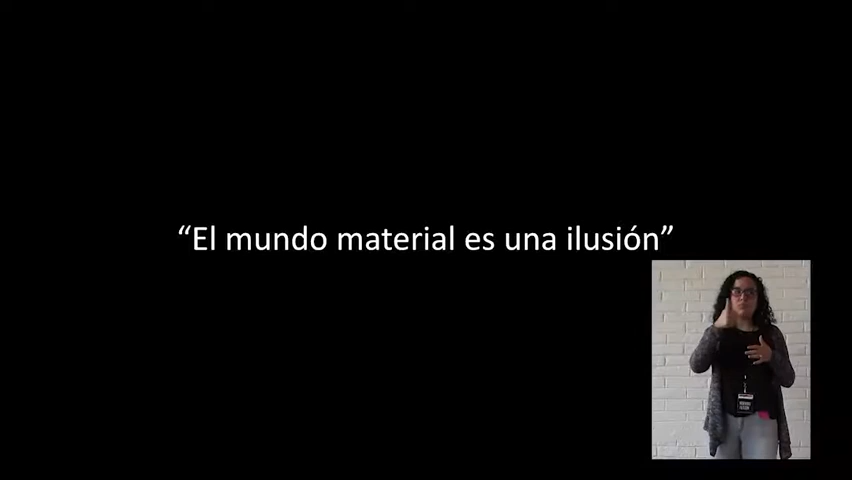 “El mundo material es una ilusión”